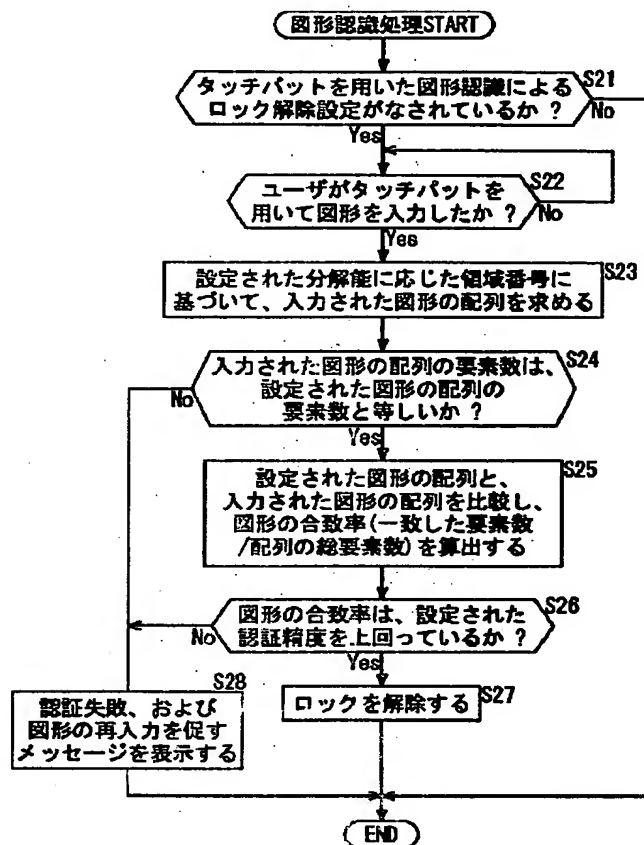 図形認識処理START
S21
タッチパットを用いた図形認識による
ロック解除設定がなされているか ?
No
Yes
S22
ユーザがタッチパットを
用いて図形を入力したか ?
No
Yes
S23
設定された分解能に応じた領域番号に
基づいて、入力された図形の配列を求める
S24
入力された図形の配列の要素数は、
設定された図形の配列の
要素数と等しいか ?
No
Yes
S25
設定された図形の配列と、
入力された図形の配列を比較し、
図形の合致率(一致した要素数
/配列の総要素数)を算出する
S26
図形の合致率は、設定された
認証精度を上回っているか ?
No
Yes
S28
認証失敗、および
図形の再入力を促す
メッセージを表示する
S27
ロックを解除する
END